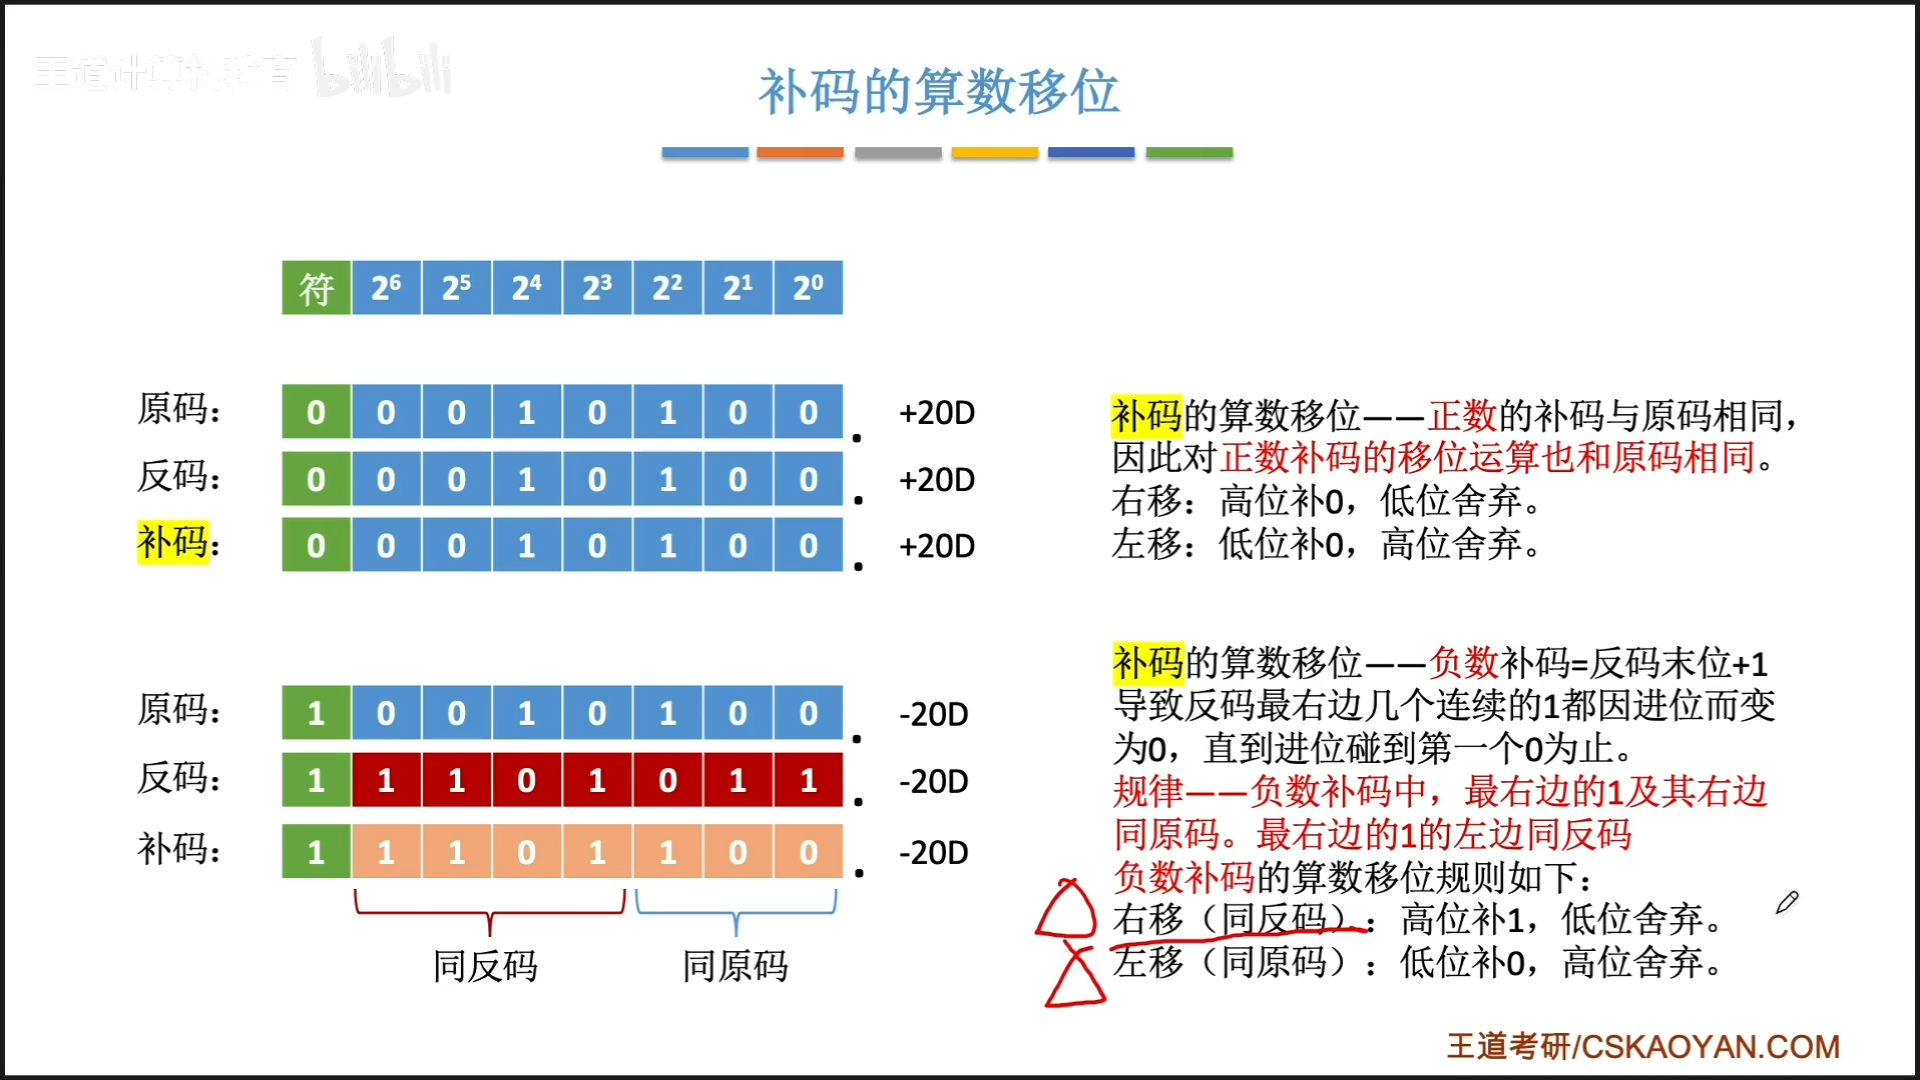 王道计算机教育 bilibili
补码的算数移位
符 2⁶ 2⁵ 2⁴ 2³ 2² 2¹ 2⁰
原码： 0 0 0 1 0 1 0 0 . +20D
反码： 0 0 0 1 0 1 0 0 . +20D
补码： 0 0 0 1 0 1 0 0 . +20D
补码的算数移位——正数的补码与原码相同，
因此对正数补码的移位运算也和原码相同。
右移：高位补0，低位舍弃。
左移：低位补0，高位舍弃。
原码： 1 0 0 1 0 1 0 0 . -20D
反码： 1 1 1 0 1 0 1 1 . -20D
补码： 1 1 1 0 1 1 0 0 . -20D
同反码 同原码
补码的算数移位——负数补码=反码末位+1
导致反码最右边几个连续的1都因进位而变
为0，直到进位碰到第一个0为止。
规律——负数补码中，最右边的1及其右边
同原码。最右边的1的左边同反码
负数补码的算数移位规则如下：
右移（同反码）：高位补1，低位舍弃。
左移（同原码）：低位补0，高位舍弃。
王道考研/CSKAOYAN.COM